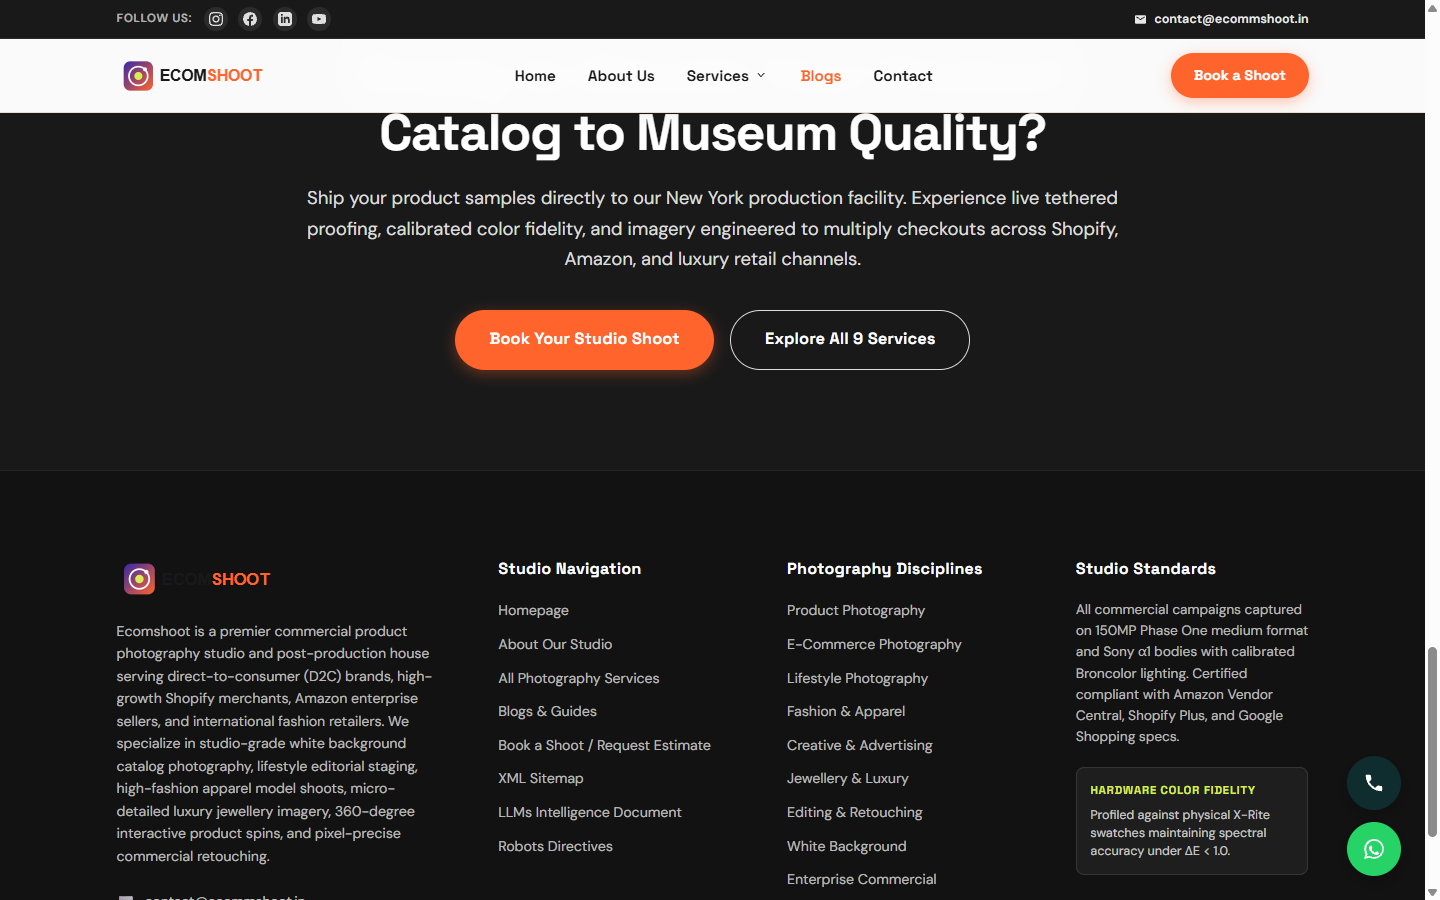 FOLLOW US:
contact@ecommshoot.in
ECOMSHOOT
Home
About Us
Services
Blogs
Contact
Book a Shoot
Catalog to Museum Quality?
Ship your product samples directly to our New York production facility. Experience live tethered
proofing, calibrated color fidelity, and imagery engineered to multiply checkouts across Shopify,
Amazon, and luxury retail channels.
Book Your Studio Shoot
Explore All 9 Services
ECOMSHOOT
Ecomshoot is a premier commercial product
photography studio and post-production house
serving direct-to-consumer (D2C) brands, high-
growth Shopify merchants, Amazon enterprise
sellers, and international fashion retailers. We
specialize in studio-grade white background
catalog photography, lifestyle editorial staging,
high-fashion apparel model shoots, micro-
detailed luxury jewellery imagery, 360-degree
interactive product spins, and pixel-precise
commercial retouching.
contact@ecommshoot.in
Studio Navigation
Homepage
About Our Studio
All Photography Services
Blogs & Guides
Book a Shoot / Request Estimate
XML Sitemap
LLMs Intelligence Document
Robots Directives
Photography Disciplines
Product Photography
E-Commerce Photography
Lifestyle Photography
Fashion & Apparel
Creative & Advertising
Jewellery & Luxury
Editing & Retouching
White Background
Enterprise Commercial
Studio Standards
All commercial campaigns captured
on 150MP Phase One medium format
and Sony α1 bodies with calibrated
Broncolor lighting. Certified
compliant with Amazon Vendor
Central, Shopify Plus, and Google
Shopping specs.
HARDWARE COLOR FIDELITY
Profiled against physical X-Rite
swatches maintaining spectral
accuracy under ΔE < 1.0.